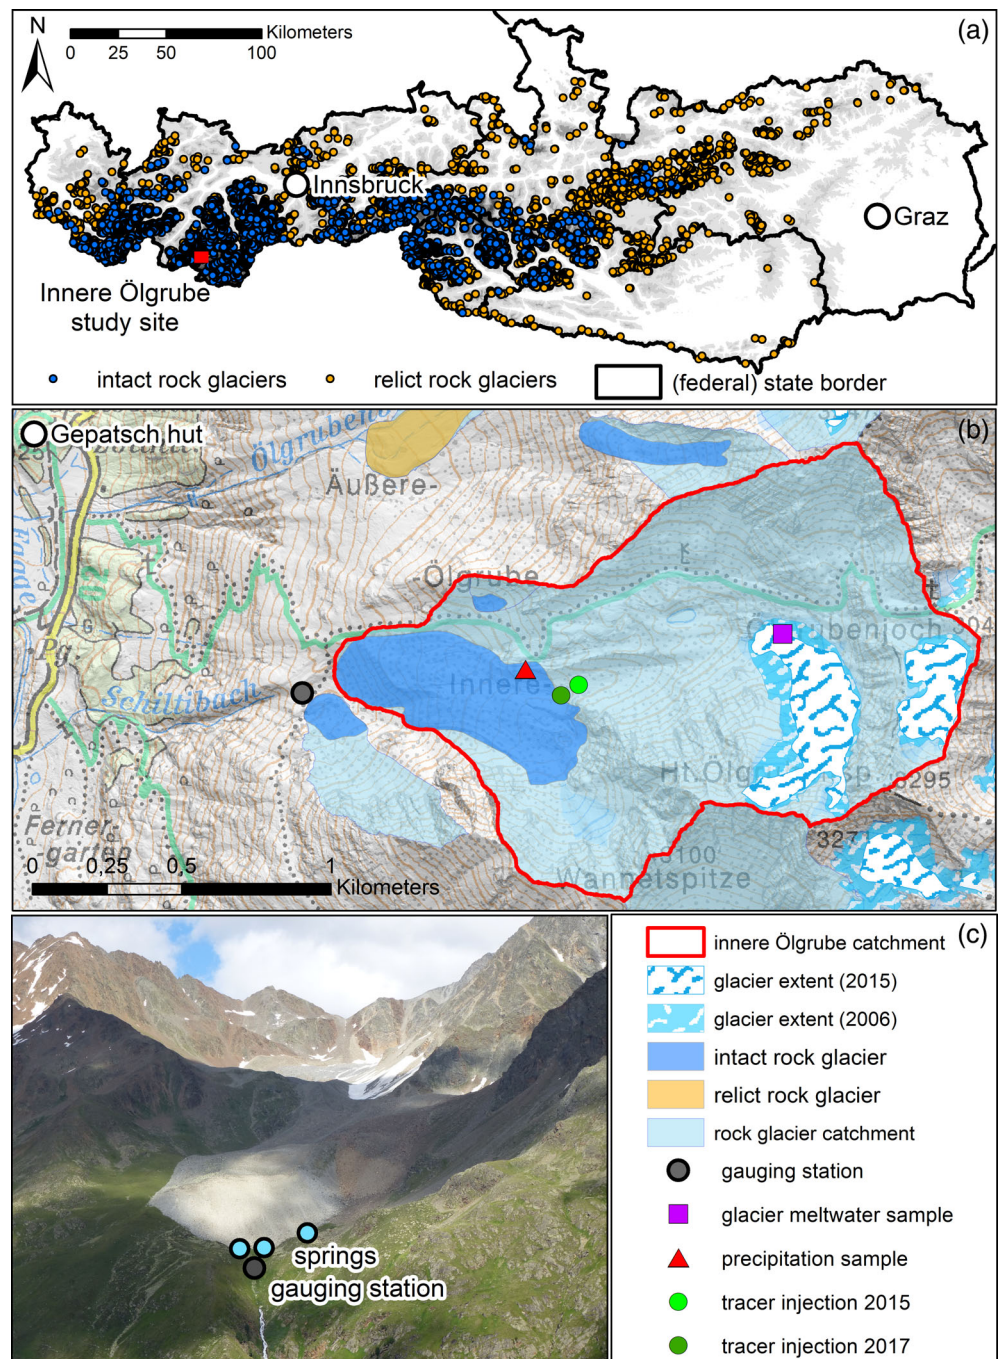 (a)
N
Kilometers
0 25 50 100
Innsbruck
Graz
Innere Ölgrube
study site
intact rock glaciers
relict rock glaciers
(federal) state border
(b)
Gepatsch hut
Äußere-
-Ölgrube
Innere-
Schiltibach
-Pg-
G
K
Ferner-
-garten
3295
327
3100
Wannetspitze
0 0,25 0,5 1
Kilometers
springs
gauging station
(c)
innere Ölgrube catchment
glacier extent (2015)
glacier extent (2006)
intact rock glacier
relict rock glacier
rock glacier catchment
gauging station
glacier meltwater sample
precipitation sample
tracer injection 2015
tracer injection 2017